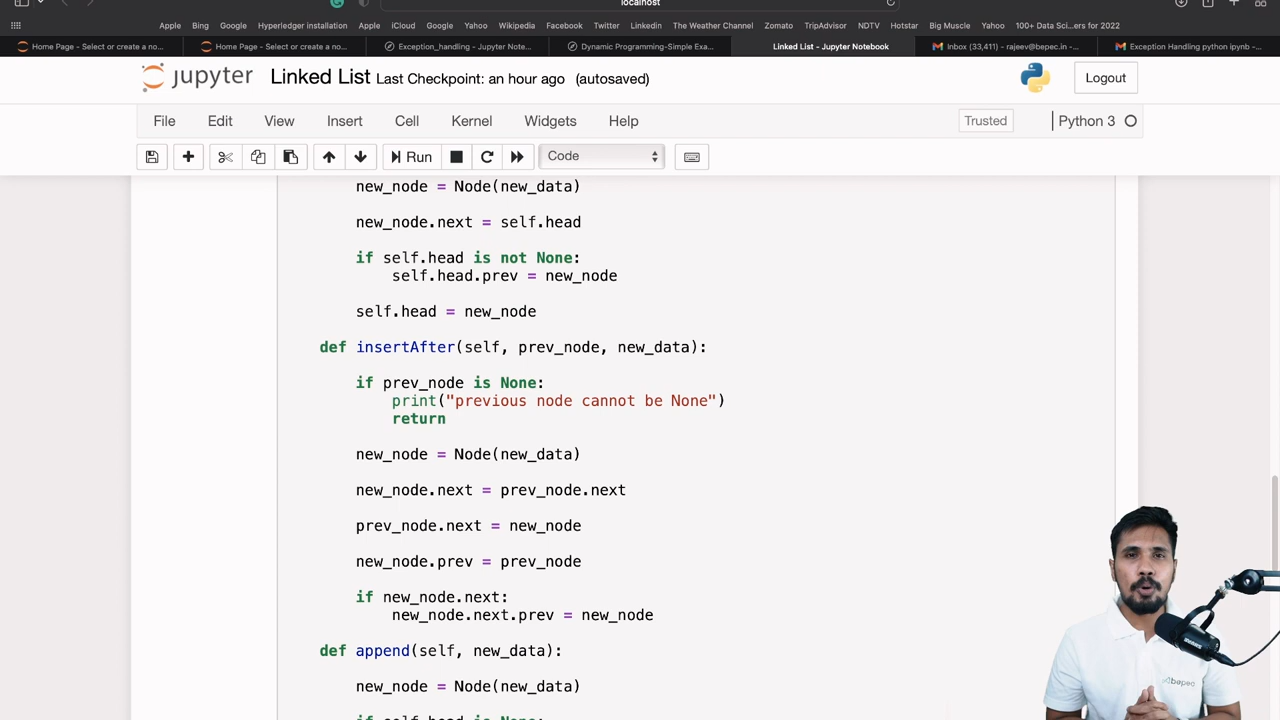 localhost
Apple Bing Google Hyperledger installation Apple iCloud Google Yahoo Wikipedia Facebook Twitter LinkedIn The Weather Channel Zomato TripAdvisor NDTV Hotstar Big Muscle Yahoo 100+ Data Sci...ers for 2022
Home Page - Select or create a no... Home Page - Select or create a no... Exception_handling - Jupyter Note... Dynamic Programming-Simple Exa... Linked List - Jupyter Notebook Inbox (33,411) - rajeev@bepec.in -... Exception Handling python ipynb -...
jupyter Linked List Last Checkpoint: an hour ago (autosaved) Logout
File Edit View Insert Cell Kernel Widgets Help Trusted Python 3
Run Code
new_node = Node(new_data)
new_node.next = self.head
if self.head is not None:
self.head.prev = new_node
self.head = new_node
def insertAfter(self, prev_node, new_data):
if prev_node is None:
print("previous node cannot be None")
return
new_node = Node(new_data)
new_node.next = prev_node.next
prev_node.next = new_node
new_node.prev = prev_node
if new_node.next:
new_node.next.prev = new_node
def append(self, new_data):
new_node = Node(new_data)
if self.head is None:
bepec